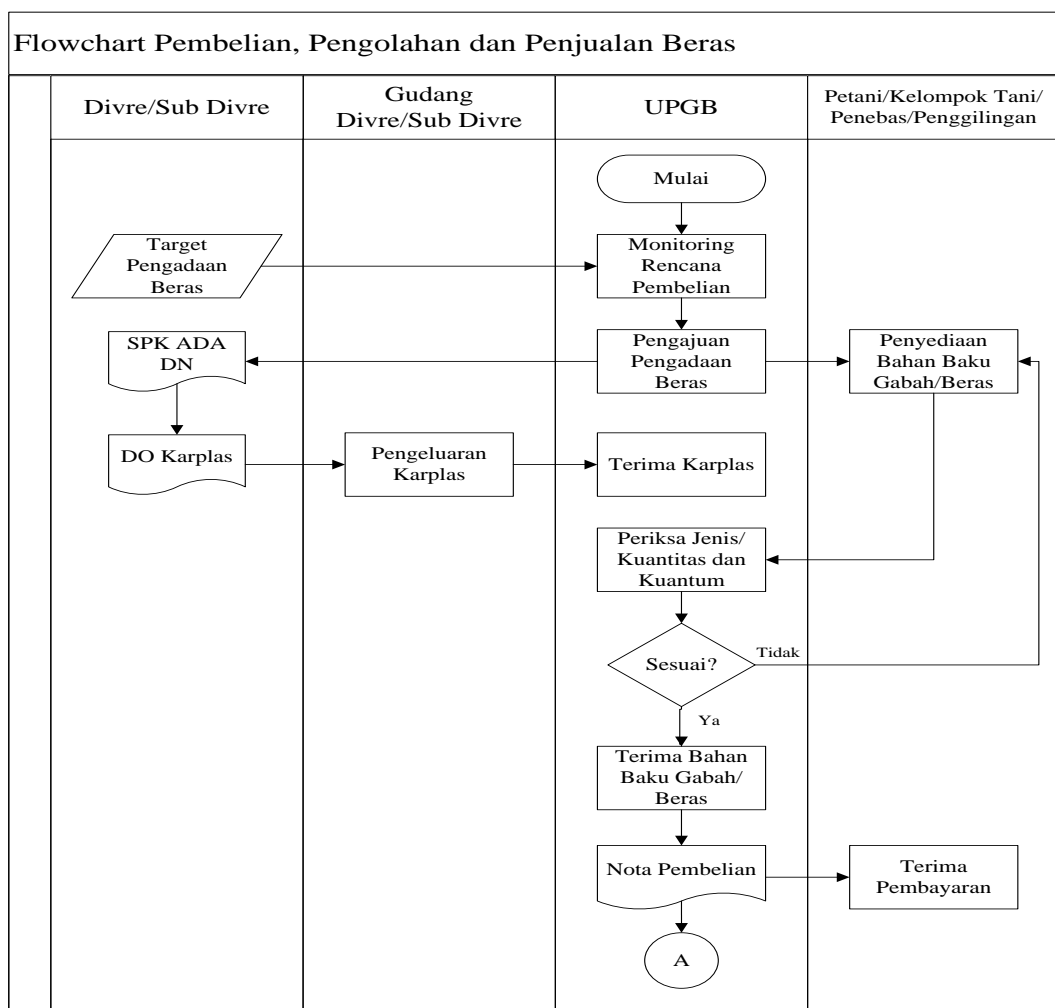 Flowchart Pembelian, Pengolahan dan Penjualan Beras
Divre/Sub Divre
Gudang
Divre/Sub Divre
UPGB
Petani/Kelompok Tani/
Penebas/Penggilingan
Mulai
Target
Pengadaan
Beras
Monitoring
Rencana
Pembelian
SPK ADA
DN
Pengajuan
Pengadaan
Beras
Penyediaan
Bahan Baku
Gabah/Beras
DO Karplas
Pengeluaran
Karplas
Terima Karplas
Periksa Jenis/
Kuantitas dan
Kuantum
Sesuai?
Tidak
Ya
Terima Bahan
Baku Gabah/
Beras
Nota Pembelian
Terima
Pembayaran
A